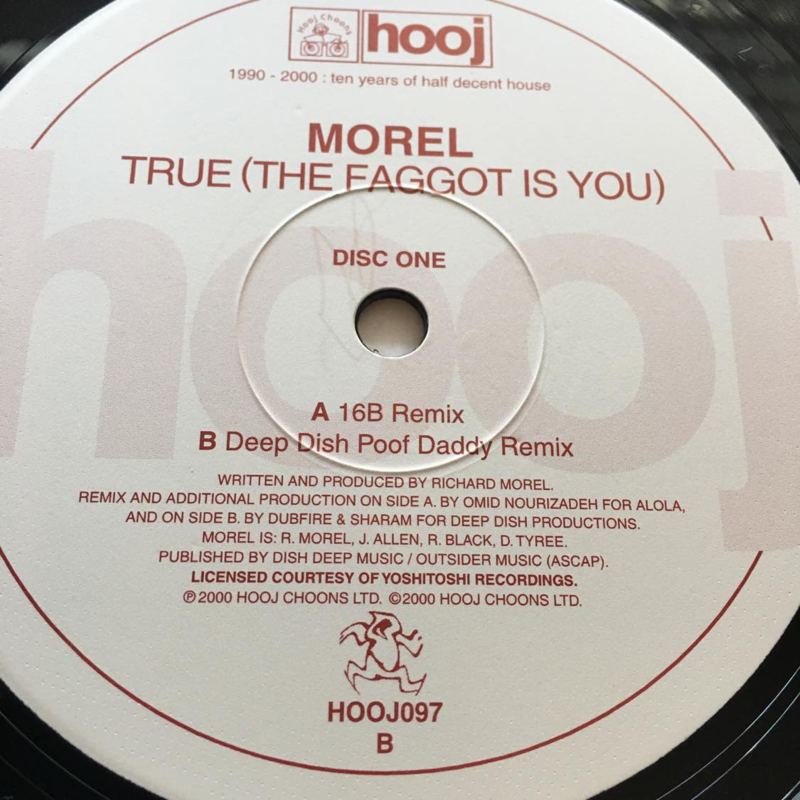 Hooj Choons
hooj
1990 - 2000 : ten years of half decent house
MOREL
TRUE (THE FAGGOT IS YOU)
hooj
DISC ONE
A 16B Remix
B Deep Dish Poof Daddy Remix
WRITTEN AND PRODUCED BY RICHARD MOREL.
REMIX AND ADDITIONAL PRODUCTION ON SIDE A. BY OMID NOURIZADEH FOR ALOLA,
AND ON SIDE B. BY DUBFIRE & SHARAM FOR DEEP DISH PRODUCTIONS.
MOREL IS: R. MOREL, J. ALLEN, R. BLACK, D. TYREE.
PUBLISHED BY DISH DEEP MUSIC / OUTSIDER MUSIC (ASCAP).
LICENSED COURTESY OF YOSHITOSHI RECORDINGS.
℗2000 HOOJ CHOONS LTD. ©2000 HOOJ CHOONS LTD.
HOOJ097
B